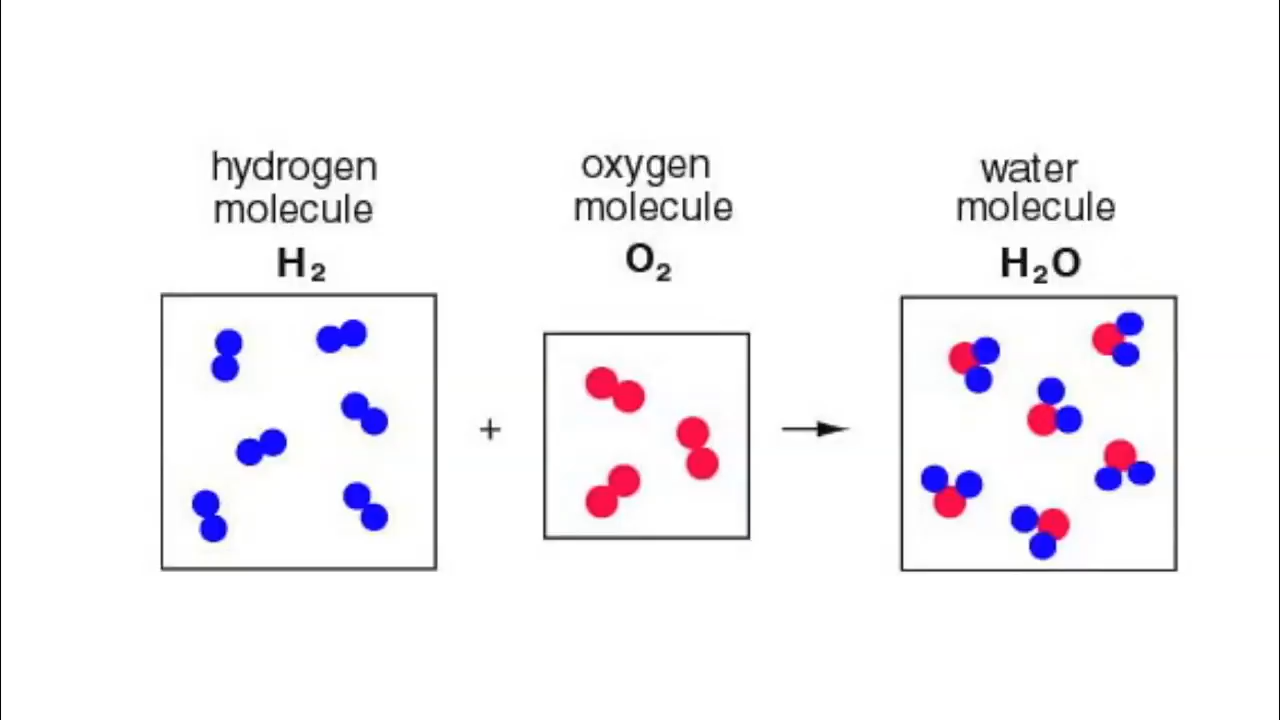 hydrogen
molecule
H₂
oxygen
molecule
O₂
water
molecule
H₂O
+